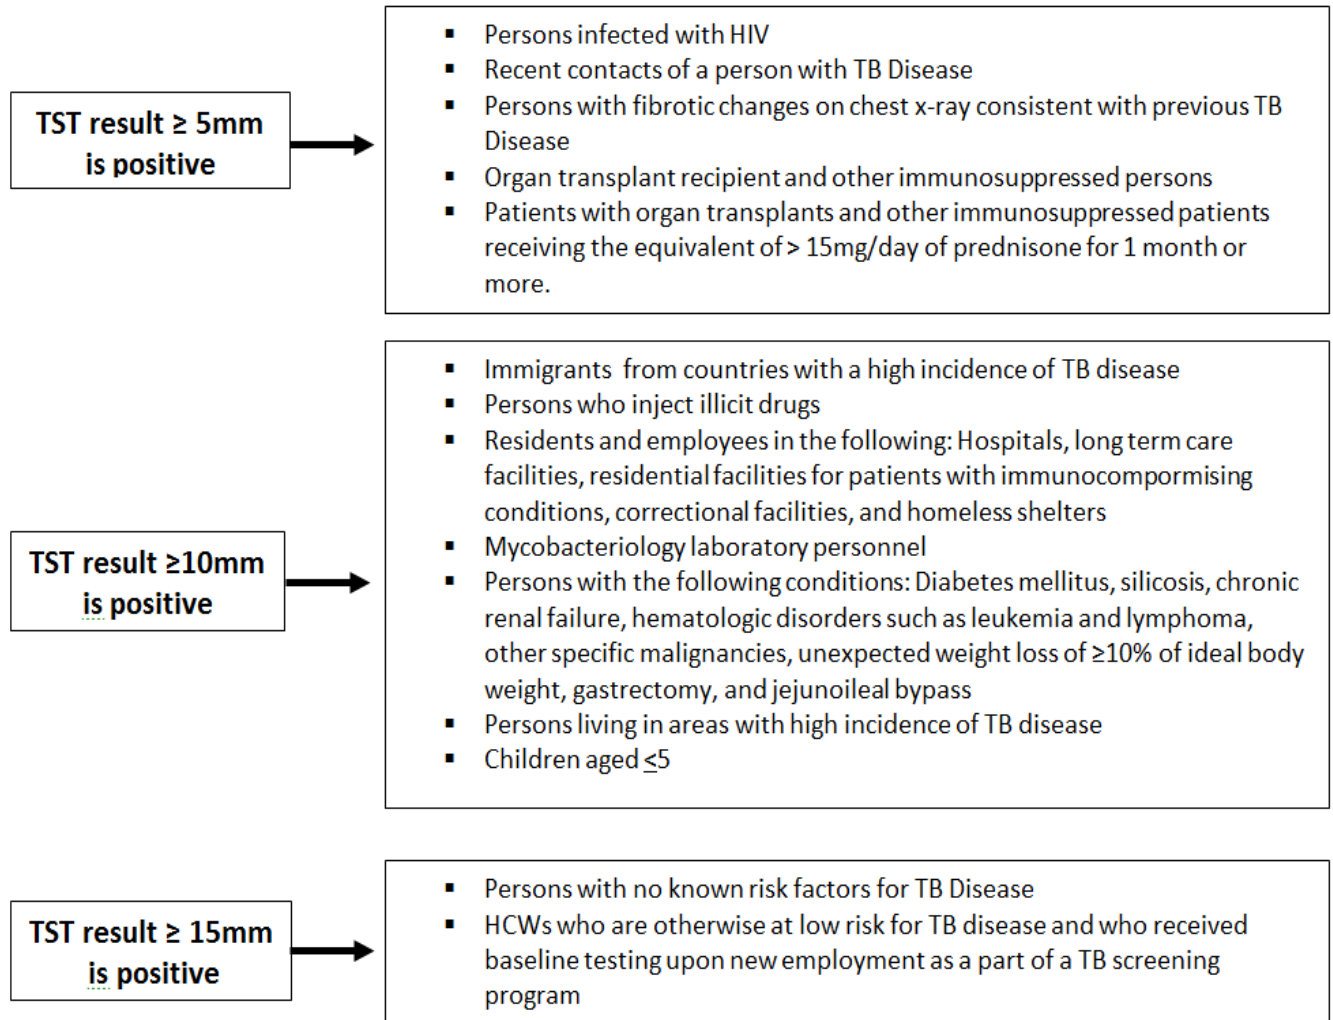 TST result ≥ 5mm
is positive
▪ Persons infected with HIV
▪ Recent contacts of a person with TB Disease
▪ Persons with fibrotic changes on chest x-ray consistent with previous TB
Disease
▪ Organ transplant recipient and other immunosuppressed persons
▪ Patients with organ transplants and other immunosuppressed patients
receiving the equivalent of > 15mg/day of prednisone for 1 month or
more.
TST result ≥10mm
is positive
▪ Immigrants from countries with a high incidence of TB disease
▪ Persons who inject illicit drugs
▪ Residents and employees in the following: Hospitals, long term care
facilities, residential facilities for patients with immunocompormising
conditions, correctional facilities, and homeless shelters
▪ Mycobacteriology laboratory personnel
▪ Persons with the following conditions: Diabetes mellitus, silicosis, chronic
renal failure, hematologic disorders such as leukemia and lymphoma,
other specific malignancies, unexpected weight loss of ≥10% of ideal body
weight, gastrectomy, and jejunoileal bypass
▪ Persons living in areas with high incidence of TB disease
▪ Children aged ≤5
TST result ≥ 15mm
is positive
▪ Persons with no known risk factors for TB Disease
▪ HCWs who are otherwise at low risk for TB disease and who received
baseline testing upon new employment as a part of a TB screening
program